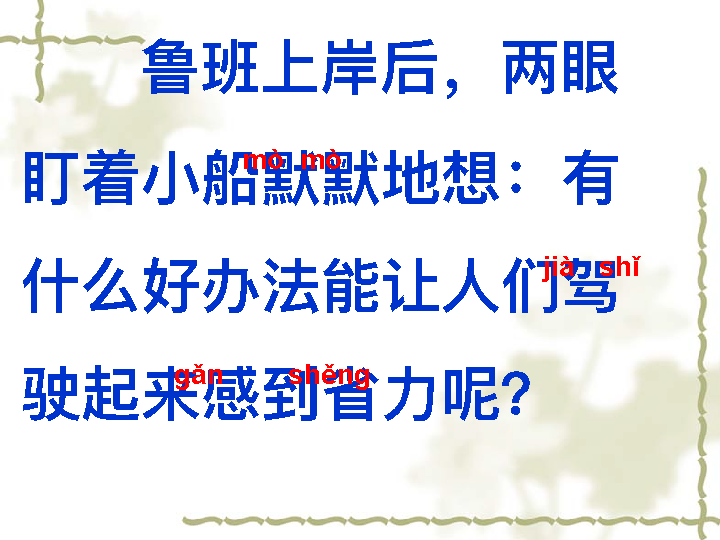 鲁班上岸后，两眼
mò mò
盯着小船默默地想：有
jià shǐ
什么好办法能让人们驾
gǎn shěng
驶起来感到省力呢？